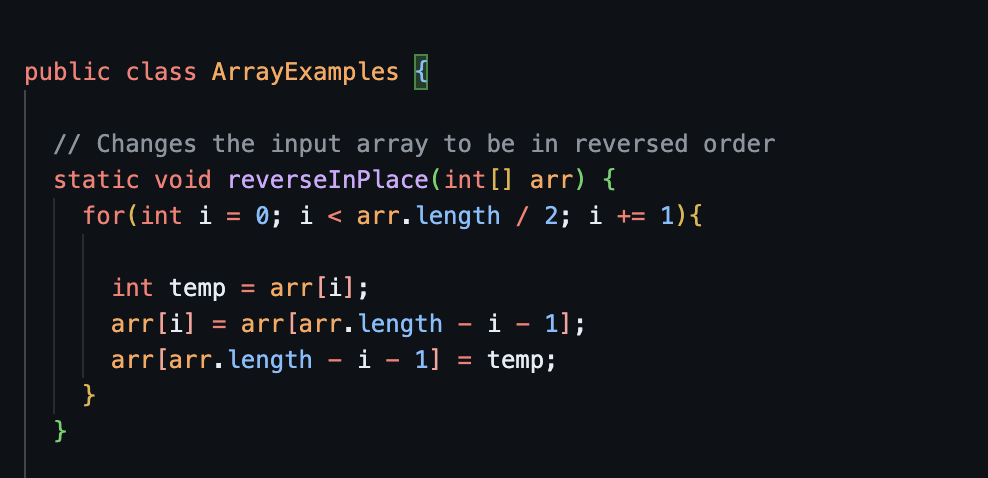 public class ArrayExamples {
// Changes the input array to be in reversed order
static void reverseInPlace(int[] arr) {
for(int i = 0; i < arr.length / 2; i += 1){
int temp = arr[i];
arr[i] = arr[arr.length - i - 1];
arr[arr.length - i - 1] = temp;
}
}